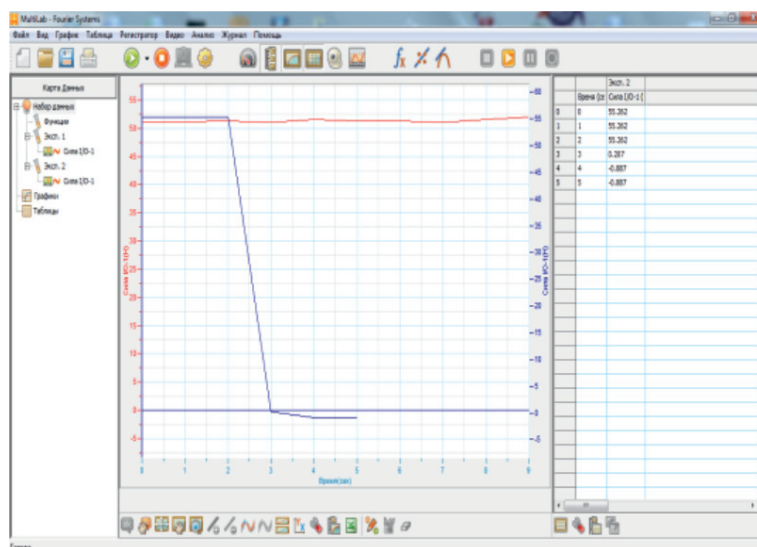 MultiLab - Fourier Systems
Файл Вид График Таблица Регистратор Видео Анализ Журнал Помощь
Карта Данных
Набор данных
Функции
Эксп. 1
Сила I/O-1
Эксп. 2
Сила I/O-1
Графики
Таблицы
55
50
45
40
35
30
25
20
15
10
5
0
-5
Сила I/O-1(Н)
0 1 2 3 4 5 6 7 8 9
Время(сек)
60
55
50
45
40
35
30
25
20
15
10
5
0
-5
Сила I/O-1(Н)
Эксп. 2
Время (се Сила I/O-1 (
0 0 55.262
1 1 55.262
2 2 55.262
3 3 0.287
4 4 -0.887
5 5 -0.887